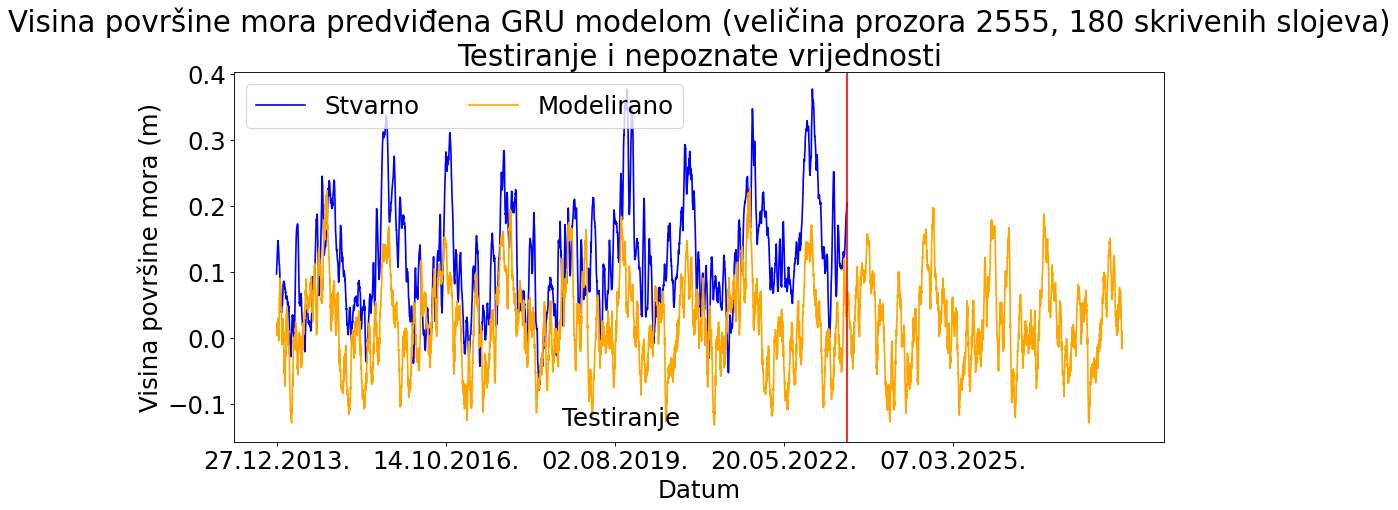 Visina površine mora predviđena GRU modelom (veličina prozora 2555, 180 skrivenih slojeva)
Testiranje i nepoznate vrijednosti
Stvarno Modelirano
Visina površine mora (m)
0.4
0.3
0.2
0.1
0.0
−0.1
Testiranje
27.12.2013. 14.10.2016. 02.08.2019. 20.05.2022. 07.03.2025.
Datum